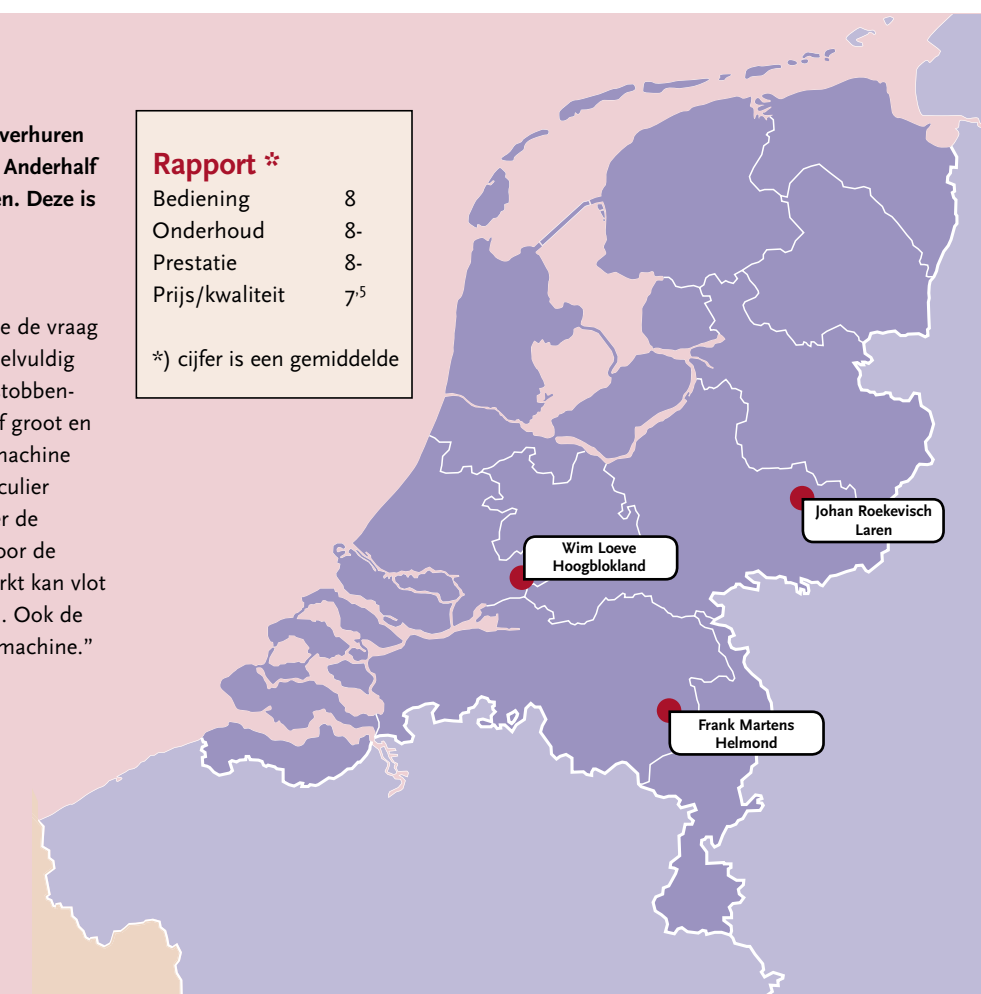 verhuren
Anderhalf
en. Deze is
e de vraag
elvuldig
tobben-
f groot en
machine
culier
r de
oor de
rkt kan vlot
. Ook de
machine.”
Rapport *
Bediening 8
Onderhoud 8-
Prestatie 8-
Prijs/kwaliteit 7,5
*) cijfer is een gemiddelde
Johan Roekevisch
Laren
Wim Loeve
Hoogblokland
Frank Martens
Helmond